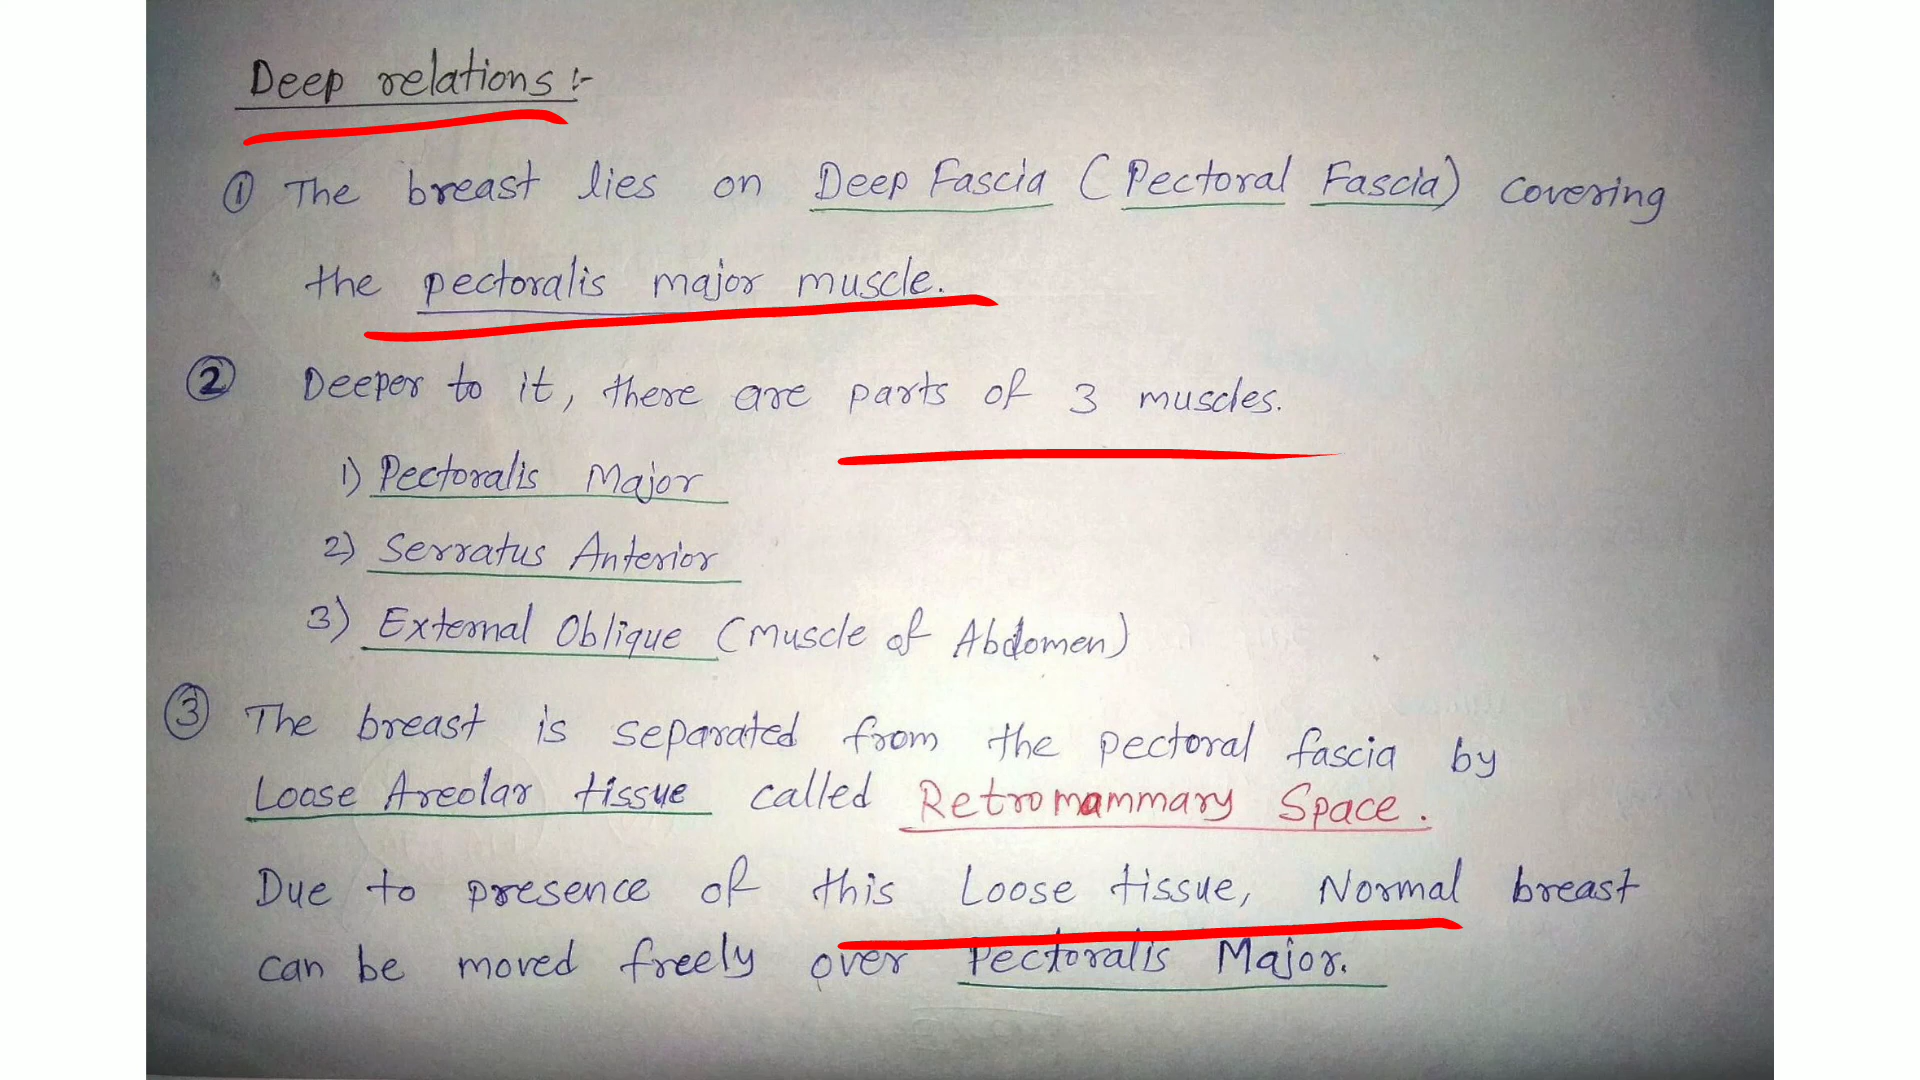 Deep relations :-
① The breast lies on Deep Fascia (Pectoral Fascia) covering
the pectoralis major muscle.
② Deeper to it, there are parts of 3 muscles.
1) Pectoralis Major
2) Serratus Anterior
3) External Oblique (Muscle of Abdomen)
③ The breast is separated from the pectoral fascia by
Loose Areolar tissue called Retromammary Space.
Due to presence of this Loose tissue, Normal breast
can be moved freely over Pectoralis Major.